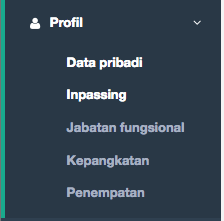 Profil
Data pribadi
Inpassing
Jabatan fungsional
Kepangkatan
Penempatan